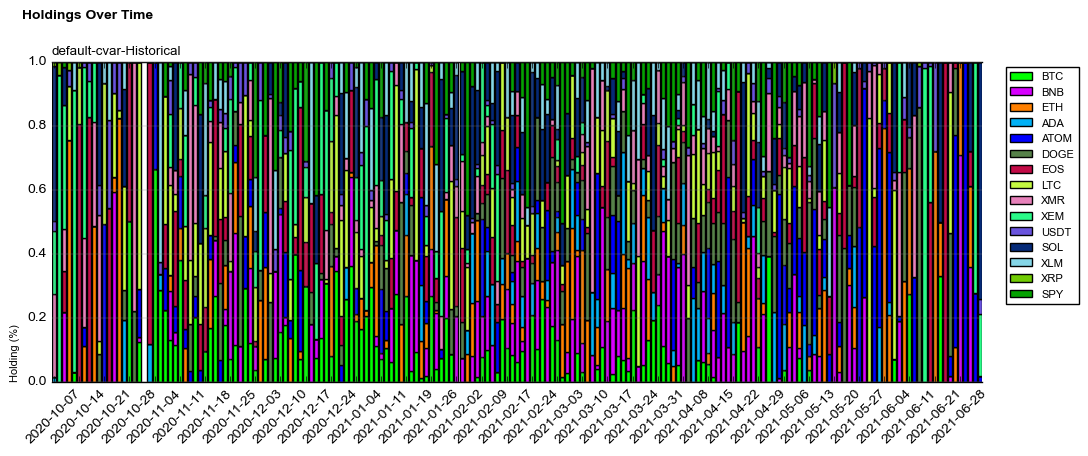 Holdings Over Time
default-cvar-Historical
1.0
0.8
0.6
0.4
0.2
0.0
Holding (%)
2020-10-07
2020-10-14
2020-10-21
2020-10-28
2020-11-04
2020-11-11
2020-11-18
2020-11-25
2020-12-03
2020-12-10
2020-12-17
2020-12-24
2021-01-04
2021-01-11
2021-01-19
2021-01-26
2021-02-02
2021-02-09
2021-02-17
2021-02-24
2021-03-03
2021-03-10
2021-03-17
2021-03-24
2021-03-31
2021-04-08
2021-04-15
2021-04-22
2021-04-29
2021-05-06
2021-05-13
2021-05-20
2021-05-27
2021-06-04
2021-06-11
2021-06-21
2021-06-28
BTC
BNB
ETH
ADA
ATOM
DOGE
EOS
LTC
XMR
XEM
USDT
SOL
XLM
XRP
SPY